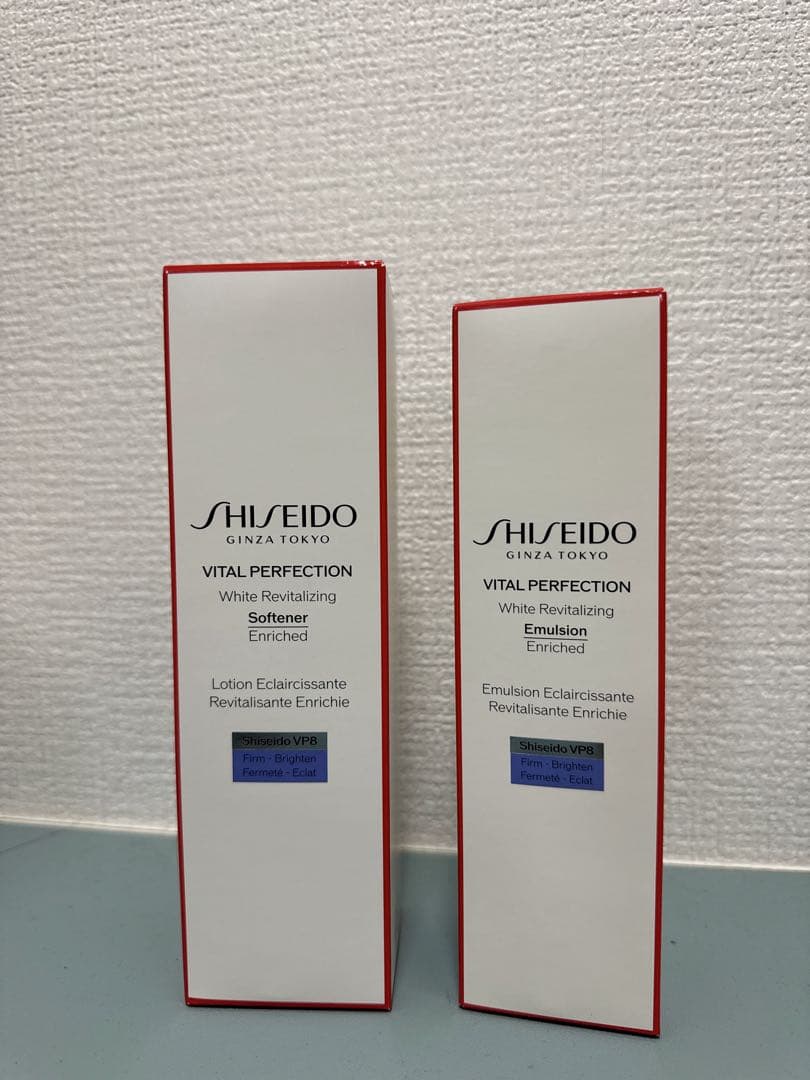 SHISEIDO
GINZA TOKYO
VITAL PERFECTION
White Revitalizing
Softener
Enriched
Lotion Eclaircissante
Revitalisante Enrichie
Shiseido VP8
Firm - Brighten
Fermeté - Eclat
SHISEIDO
GINZA TOKYO
VITAL PERFECTION
White Revitalizing
Emulsion
Enriched
Emulsion Eclaircissante
Revitalisante Enrichie
Shiseido VP8
Firm - Brighten
Fermeté - Eclat